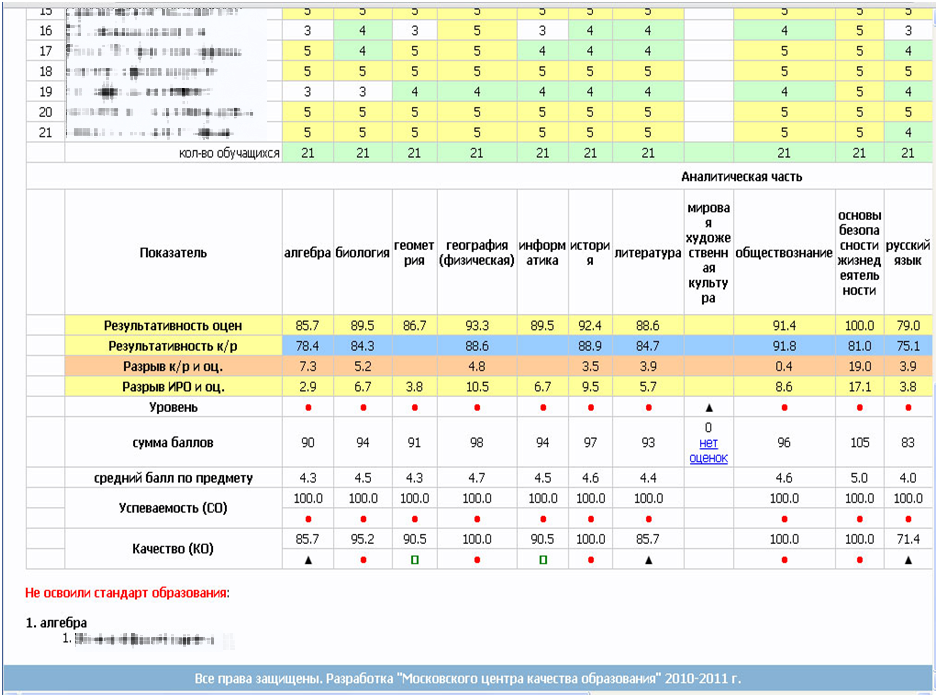 15 5 5 5 5 5 5 5 5 5 5
16 3 4 3 5 3 4 4 4 5 3
17 5 4 5 5 4 4 4 5 5 4
18 5 5 5 5 5 5 5 5 5 5
19 3 3 4 4 4 4 4 4 5 4
20 5 5 5 5 5 5 5 5 5 5
21 5 5 5 5 5 5 5 5 5 4
кол-во обучащихся 21 21 21 21 21 21 21 21 21 21
Аналитическая часть
Показатель алгебра биология геометрия география (физическая) информатика история литература мировая художественная культура обществознание основы безопасности жизнедеятельности русский язык
Результативность оцен 85.7 89.5 86.7 93.3 89.5 92.4 88.6 91.4 100.0 79.0
Результативность к/р 78.4 84.3 88.6 88.9 84.7 91.8 81.0 75.1
Разрыв к/р и оц. 7.3 5.2 4.8 3.5 3.9 0.4 19.0 3.9
Разрыв ИРО и оц. 2.9 6.7 3.8 10.5 6.7 9.5 5.7 8.6 17.1 3.8
Уровень
сумма баллов 90 94 91 98 94 97 93 0 нет оценок 96 105 83
средний балл по предмету 4.3 4.5 4.3 4.7 4.5 4.6 4.4 4.6 5.0 4.0
Успеваемость (СО) 100.0 100.0 100.0 100.0 100.0 100.0 100.0 100.0 100.0 100.0
Качество (КО) 85.7 95.2 90.5 100.0 90.5 100.0 85.7 100.0 100.0 71.4
Не освоили стандарт образования:
1. алгебра
1.
Все права защищены. Разработка "Московского центра качества образования" 2010-2011 г.